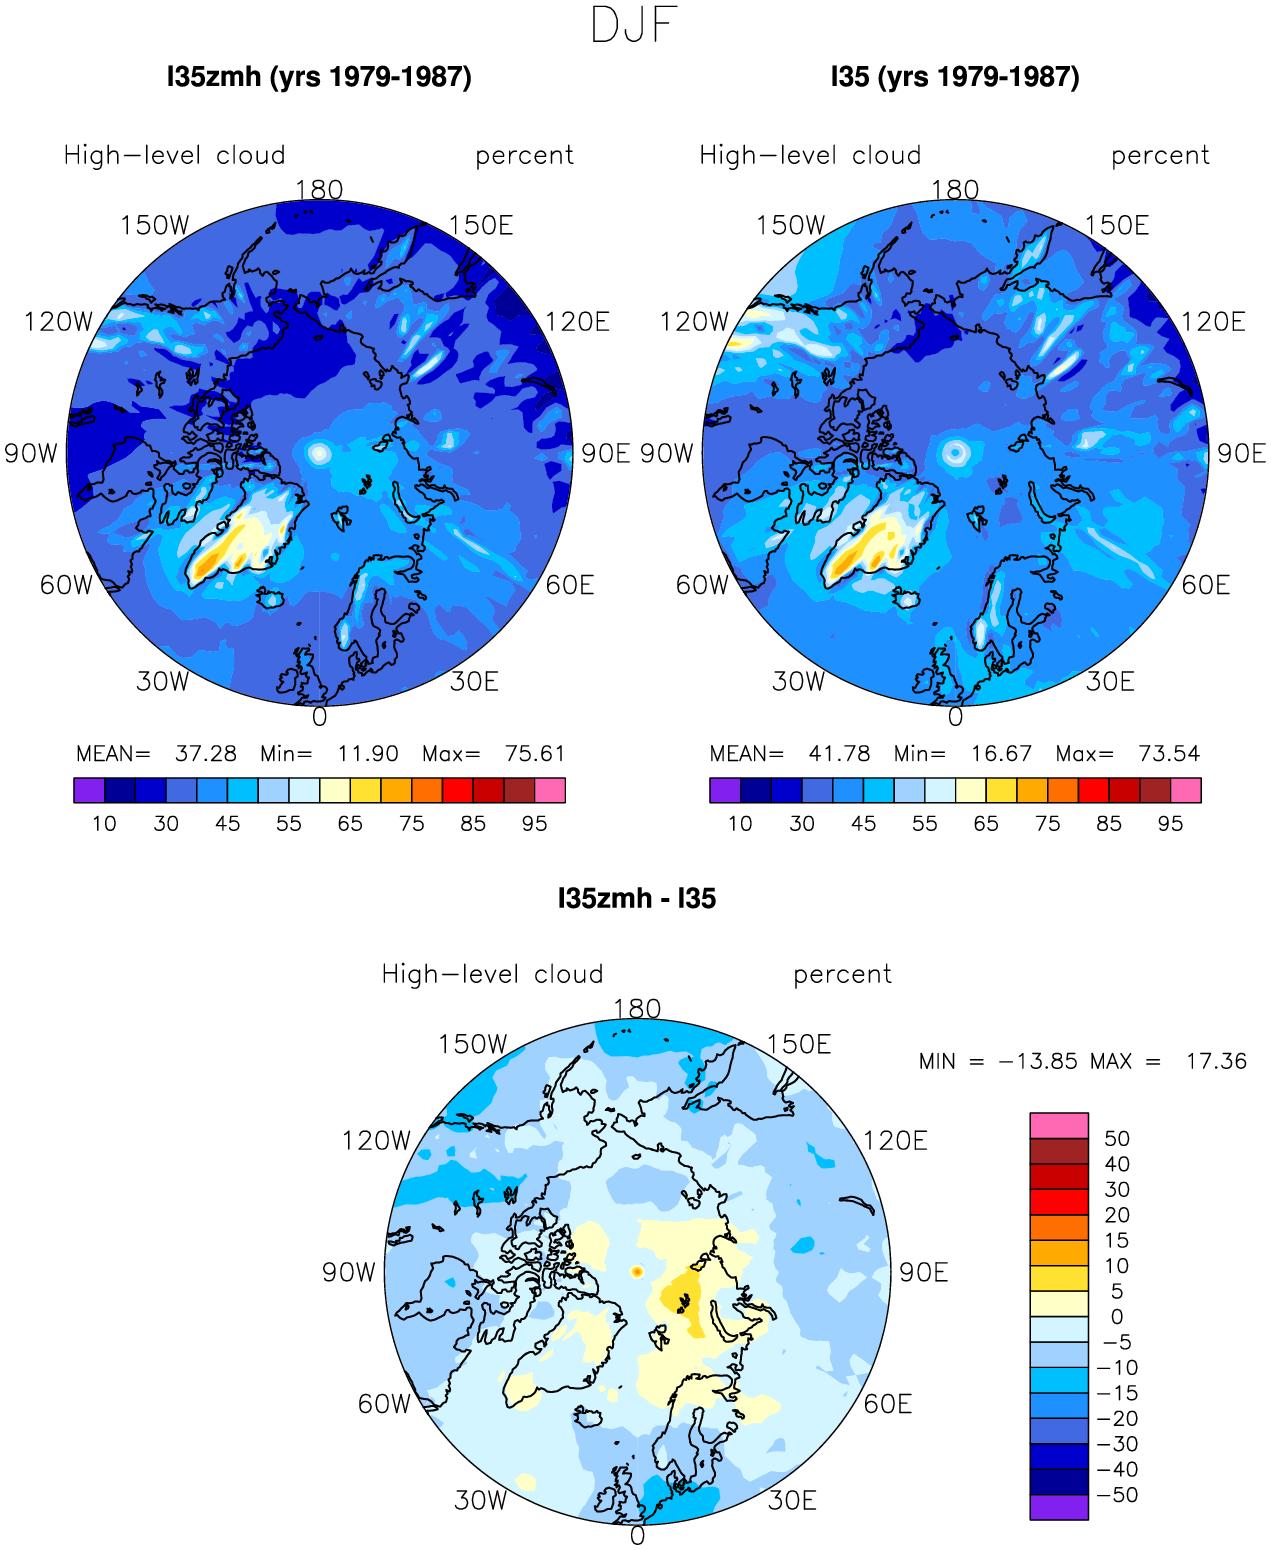 DJF
I35zmh (yrs 1979-1987)
I35 (yrs 1979-1987)
High-level cloud percent
High-level cloud percent
180
150W 150E
120W 120E
90W 90E
60W 60E
30W 30E
0
180
150W 150E
120W 120E
90W 90E
60W 60E
30W 30E
0
MEAN= 37.28 Min= 11.90 Max= 75.61
10 30 45 55 65 75 85 95
MEAN= 41.78 Min= 16.67 Max= 73.54
10 30 45 55 65 75 85 95
I35zmh - I35
High-level cloud percent
180
150W 150E
120W 120E
90W 90E
60W 60E
30W 30E
0
MIN = -13.85 MAX = 17.36
50
40
30
20
15
10
5
0
-5
-10
-15
-20
-30
-40
-50